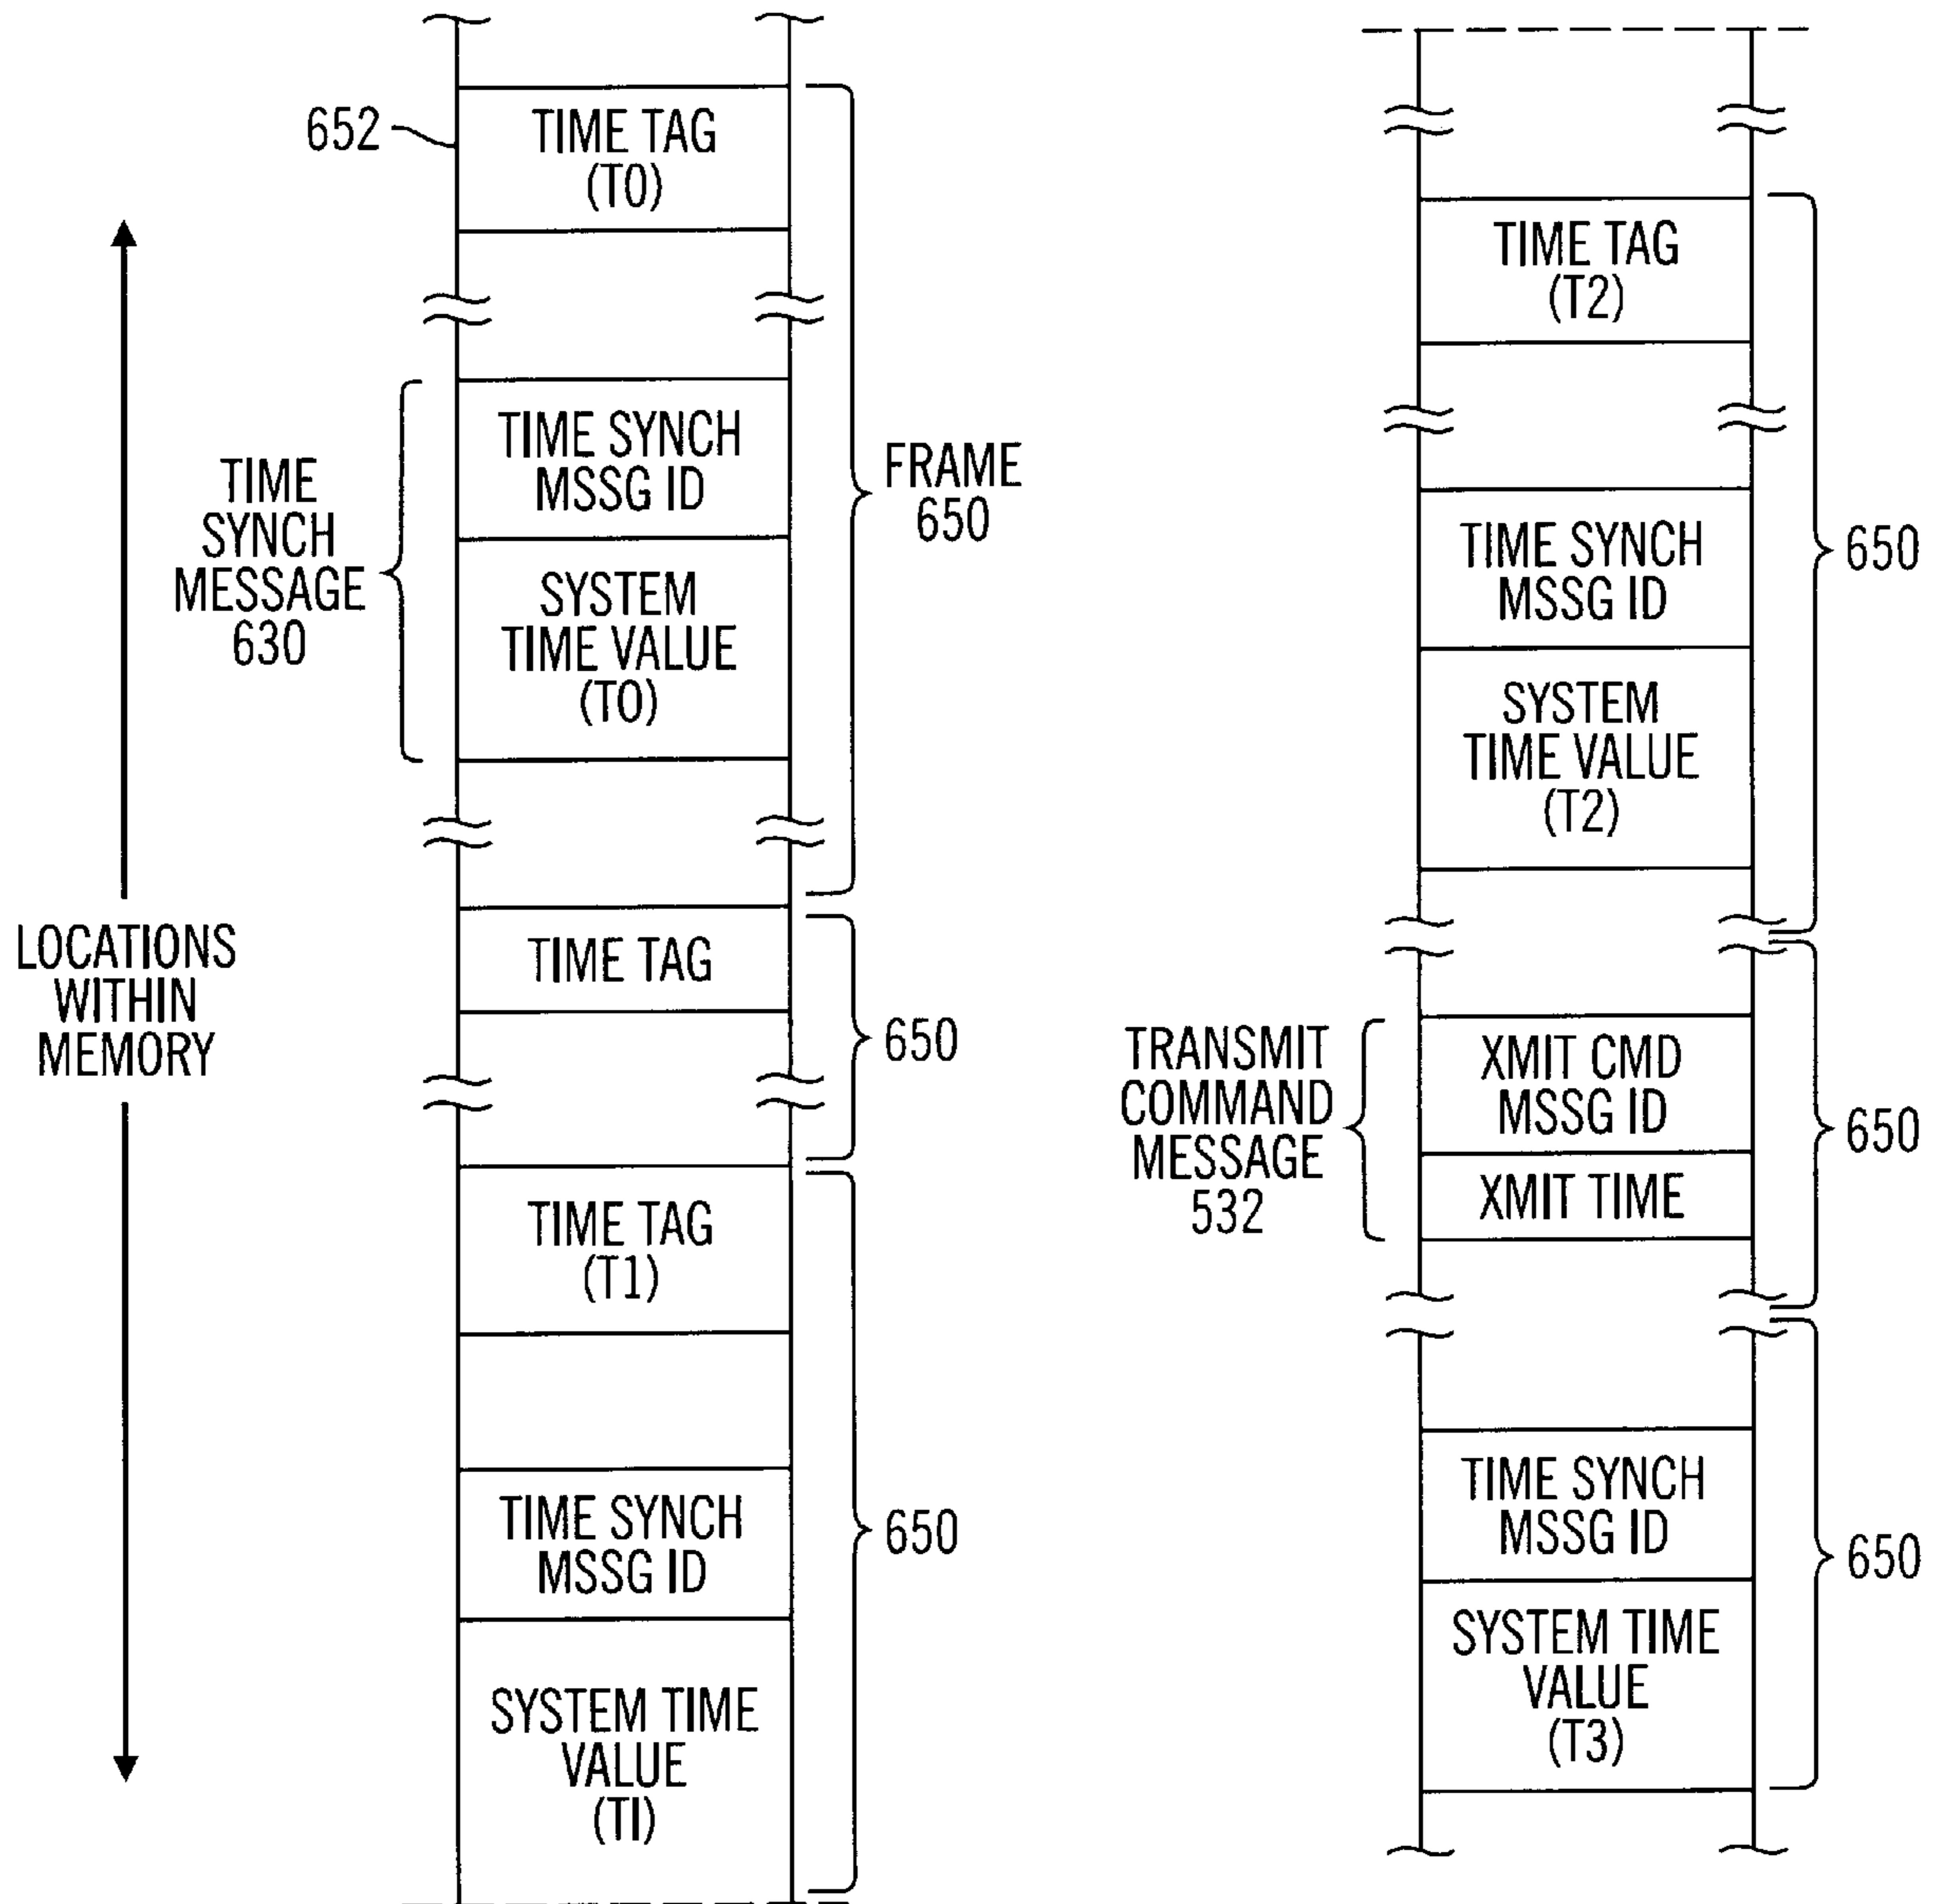 652
TIME TAG
(T0)
TIME
SYNCH
MESSAGE
630
TIME SYNCH
MSSG ID
SYSTEM
TIME VALUE
(T0)
FRAME
650
LOCATIONS
WITHIN
MEMORY
TIME TAG
650
TIME TAG
(T1)
TIME SYNCH
MSSG ID
SYSTEM TIME
VALUE
(TI)
650
TIME TAG
(T2)
TIME SYNCH
MSSG ID
SYSTEM
TIME VALUE
(T2)
650
TRANSMIT
COMMAND
MESSAGE
532
XMIT CMD
MSSG ID
XMIT TIME
650
TIME SYNCH
MSSG ID
SYSTEM TIME
VALUE
(T3)
650